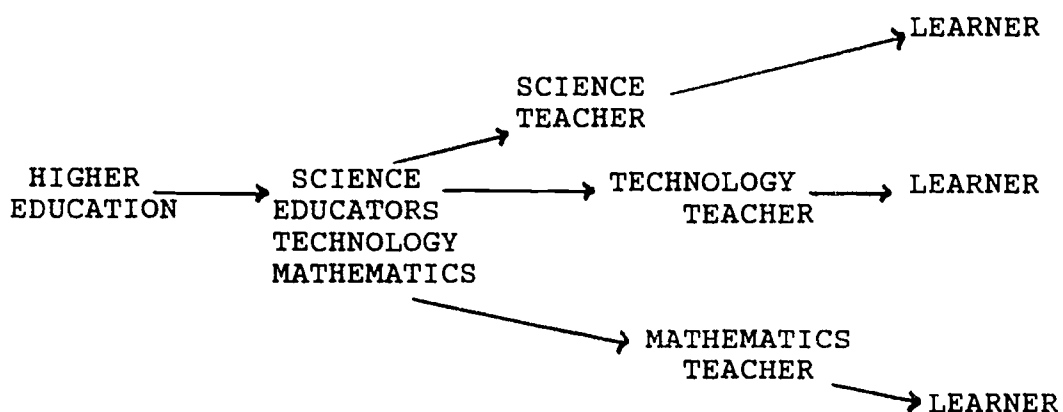 LEARNER
SCIENCE
TEACHER
HIGHER
EDUCATION
SCIENCE
EDUCATORS
TECHNOLOGY
MATHEMATICS
TECHNOLOGY
TEACHER
LEARNER
MATHEMATICS
TEACHER
LEARNER